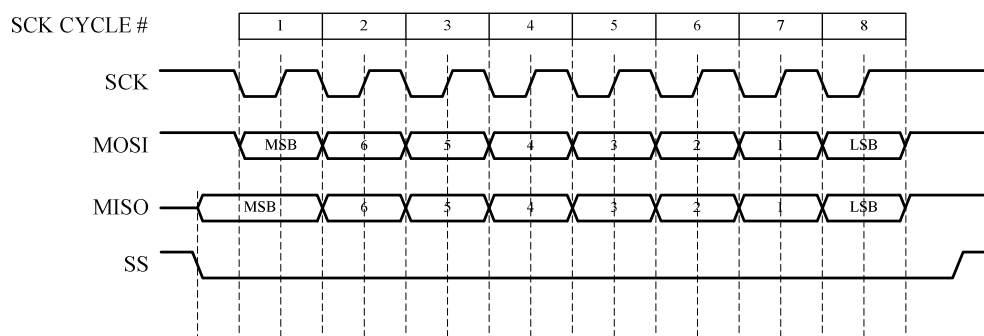 SCK CYCLE # 1 2 3 4 5 6 7 8
SCK
MOSI MSB 6 5 4 3 2 1 LSB
MISO MSB 6 5 4 3 2 1 LSB
SS